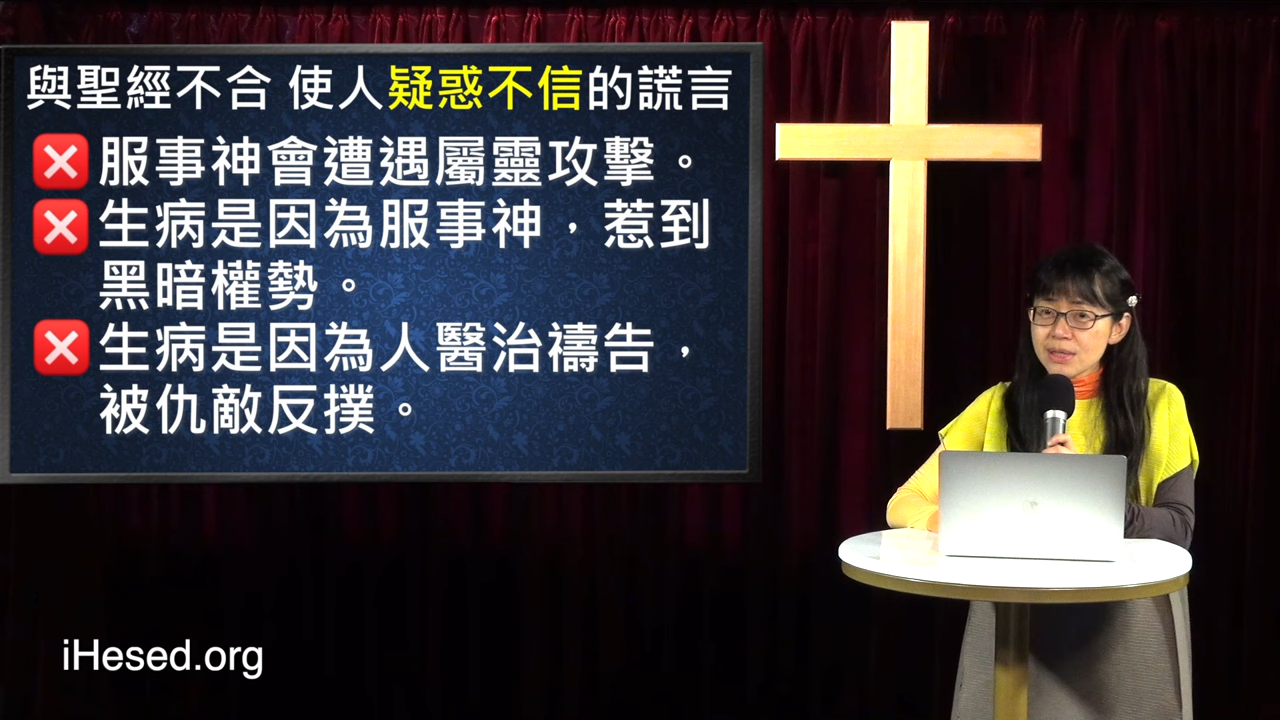 與聖經不合 使人疑惑不信的謊言
❌ 服事神會遭遇屬靈攻擊。
❌ 生病是因為服事神，惹到
黑暗權勢。
❌ 生病是因為人醫治禱告，
被仇敵反撲。
iHesed.org